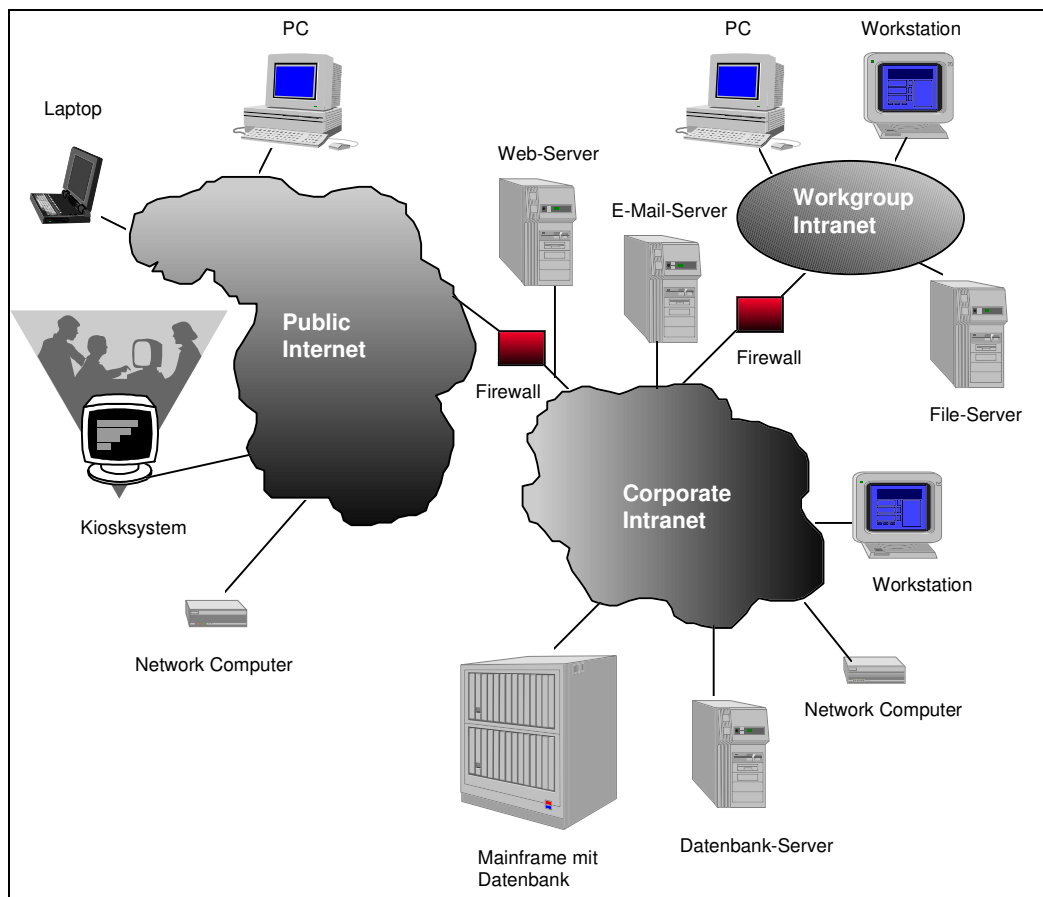 PC
PC
Workstation
Laptop
Web-Server
E-Mail-Server
Workgroup
Intranet
Public
Internet
Firewall
Firewall
File-Server
Corporate
Intranet
Kiosksystem
Workstation
Network Computer
Network Computer
Datenbank-Server
Mainframe mit
Datenbank